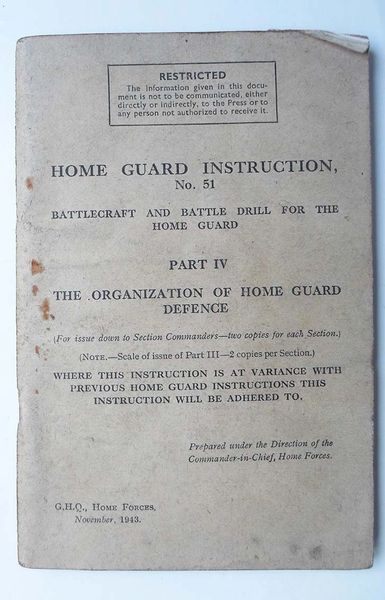 RESTRICTED
The information given in this docu-
ment is not to be communicated, either
directly or indirectly, to the Press or to
any person not authorized to receive it.
HOME GUARD INSTRUCTION,
No. 51
BATTLECRAFT AND BATTLE DRILL FOR THE
HOME GUARD
PART IV
THE ORGANIZATION OF HOME GUARD
DEFENCE
(For issue down to Section Commanders—two copies for each Section.)
(NOTE.—Scale of issue of Part III—2 copies per Section.)
WHERE THIS INSTRUCTION IS AT VARIANCE WITH
PREVIOUS HOME GUARD INSTRUCTIONS THIS
INSTRUCTION WILL BE ADHERED TO.
Prepared under the Direction of the
Commander-in-Chief, Home Forces.
G.H.Q., HOME FORCES,
November, 1943.